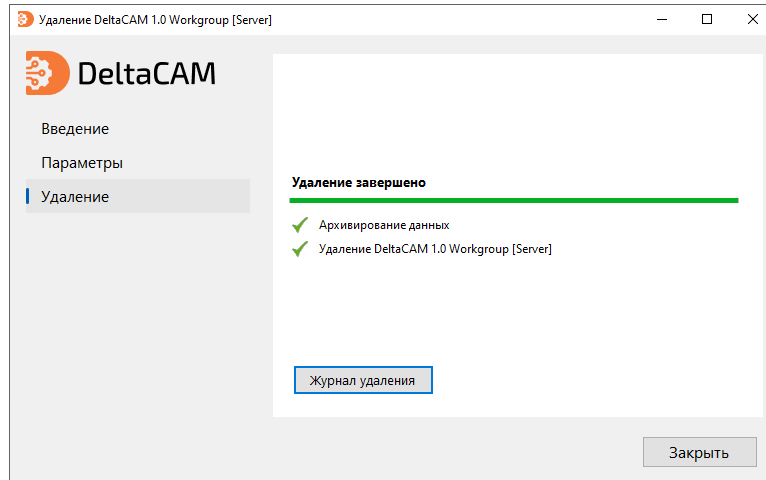 Удаление DeltaCAM 1.0 Workgroup [Server]
DeltaCAM
Введение
Параметры
Удаление
Удаление завершено
Архивирование данных
Удаление DeltaCAM 1.0 Workgroup [Server]
Журнал удаления
Закрыть